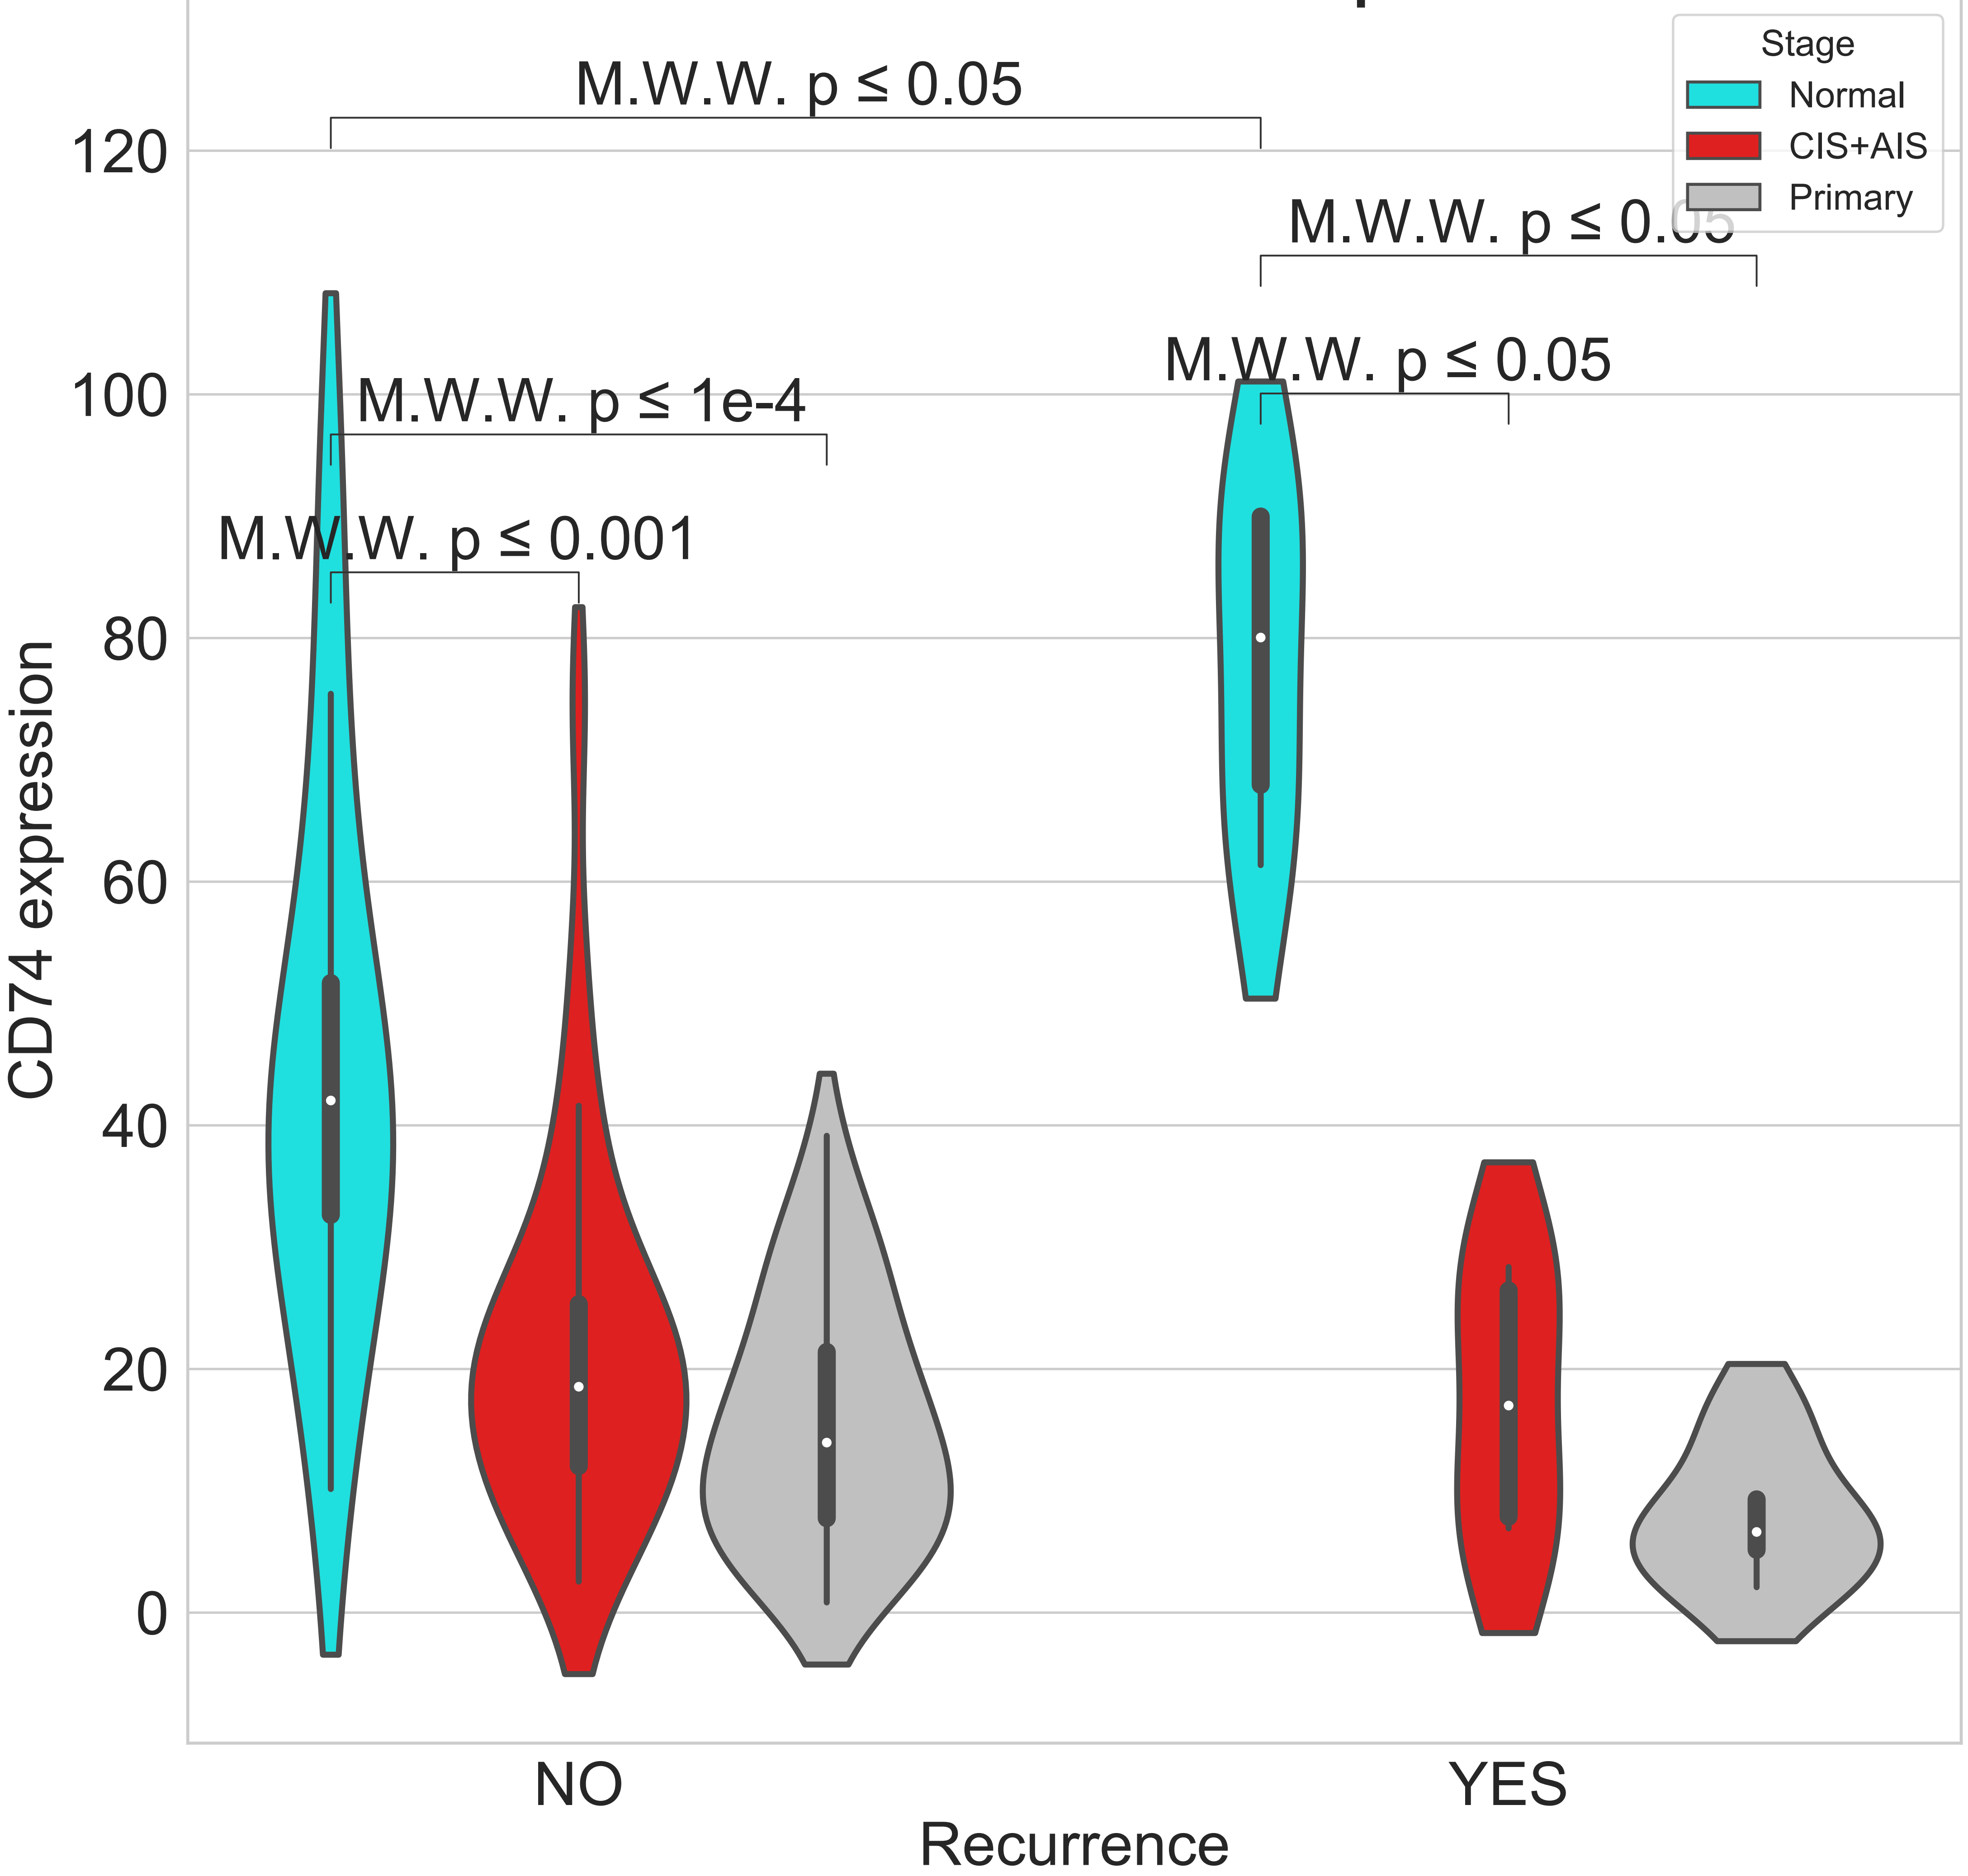 Stage
Normal
CIS+AIS
Primary
M.W.W. p ≤ 0.05
M.W.W. p ≤ 0.05
M.W.W. p ≤ 0.05
M.W.W. p ≤ 1e-4
M.W.W. p ≤ 0.001
CD74 expression
120
100
80
60
40
20
0
NO
YES
Recurrence